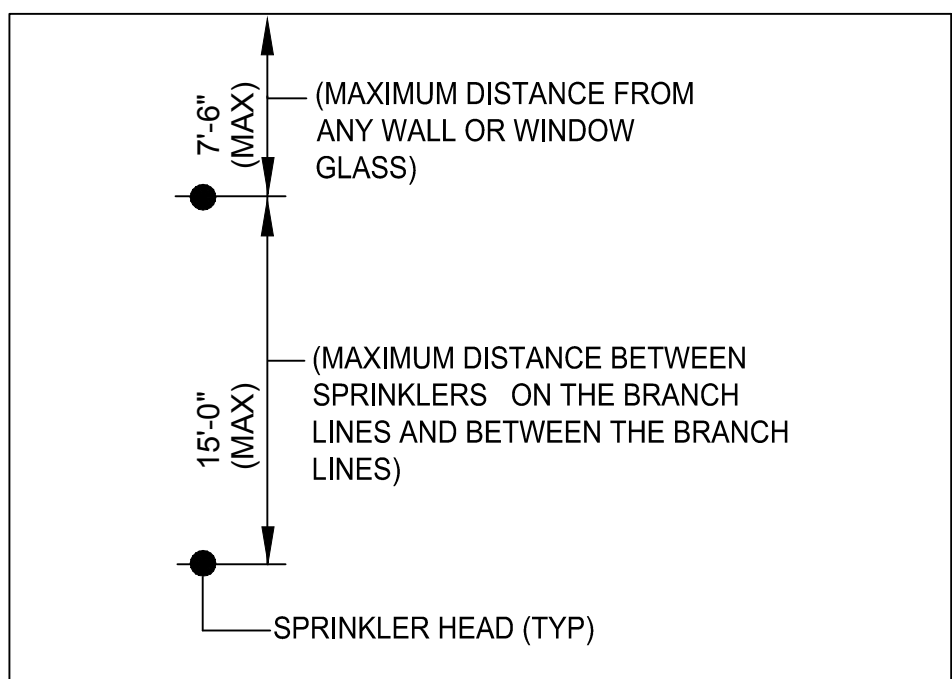 7'-6"
(MAX)
(MAXIMUM DISTANCE FROM
ANY WALL OR WINDOW
GLASS)
15'-0"
(MAX)
(MAXIMUM DISTANCE BETWEEN
SPRINKLERS ON THE BRANCH
LINES AND BETWEEN THE BRANCH
LINES)
SPRINKLER HEAD (TYP)